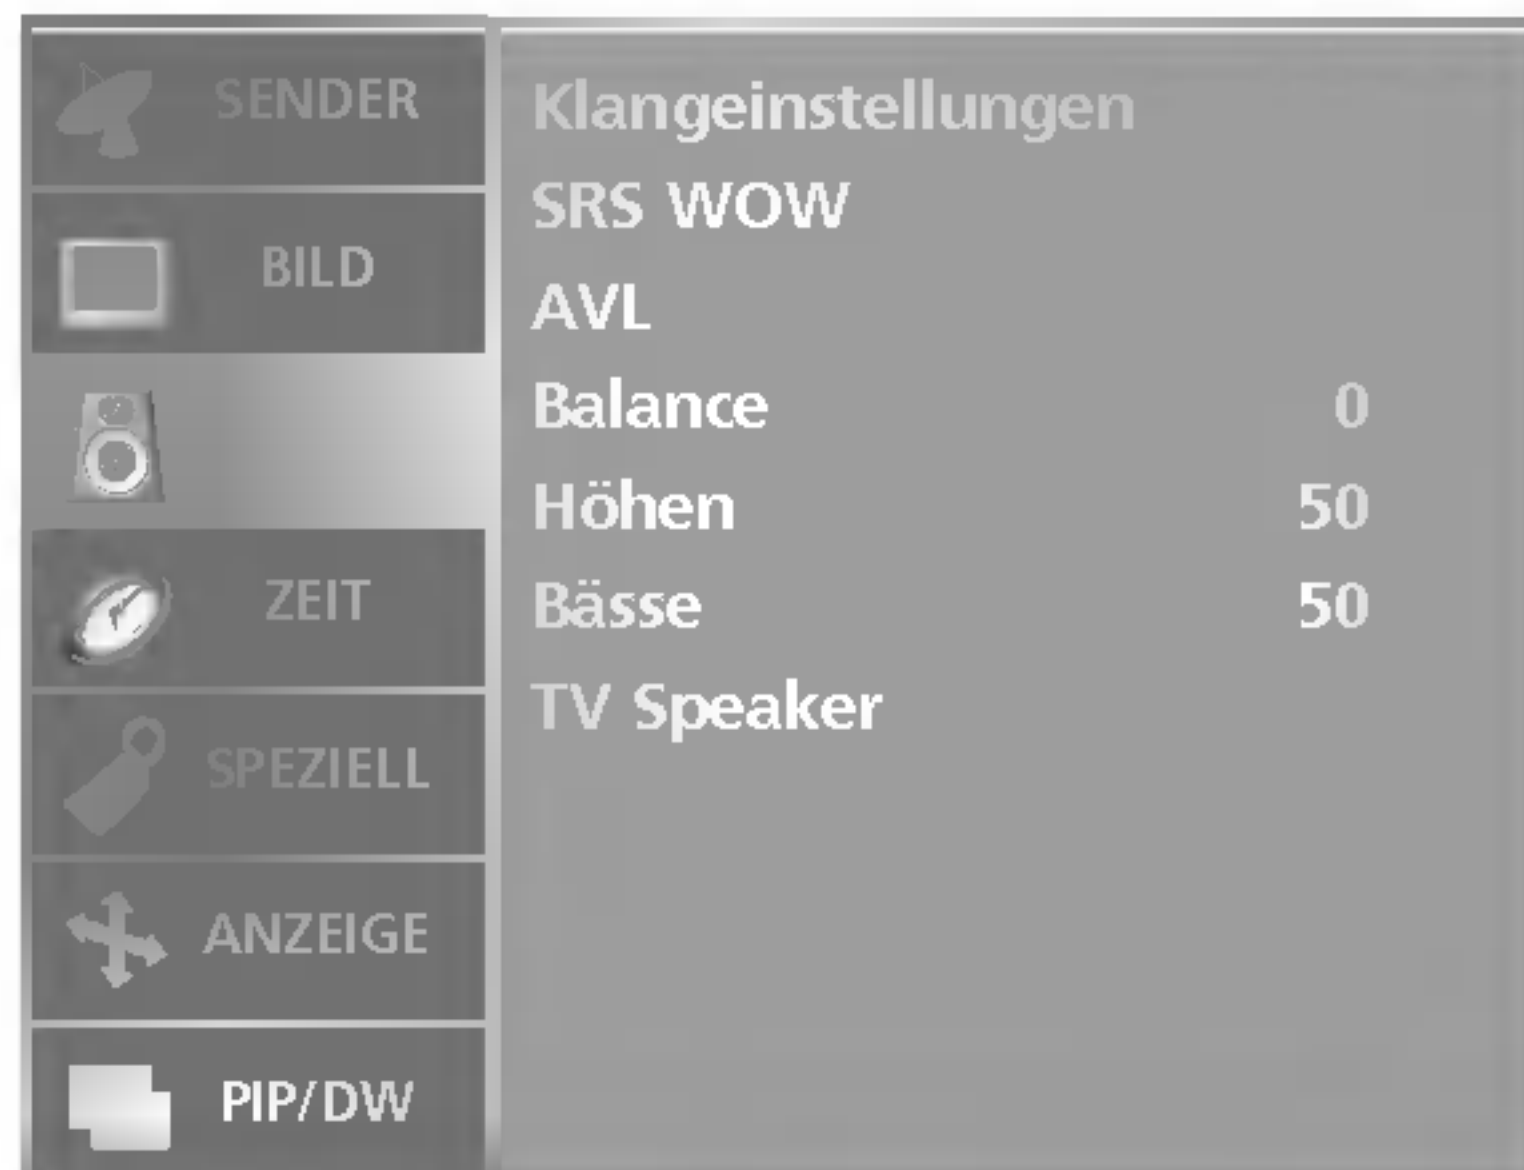 SENDER
BILD
ZEIT
SPEZIELL
ANZEIGE
PIP/DW
Klangeinstellungen
SRS WOW
AVL
Balance 0
Höhen 50
Bässe 50
TV Speaker